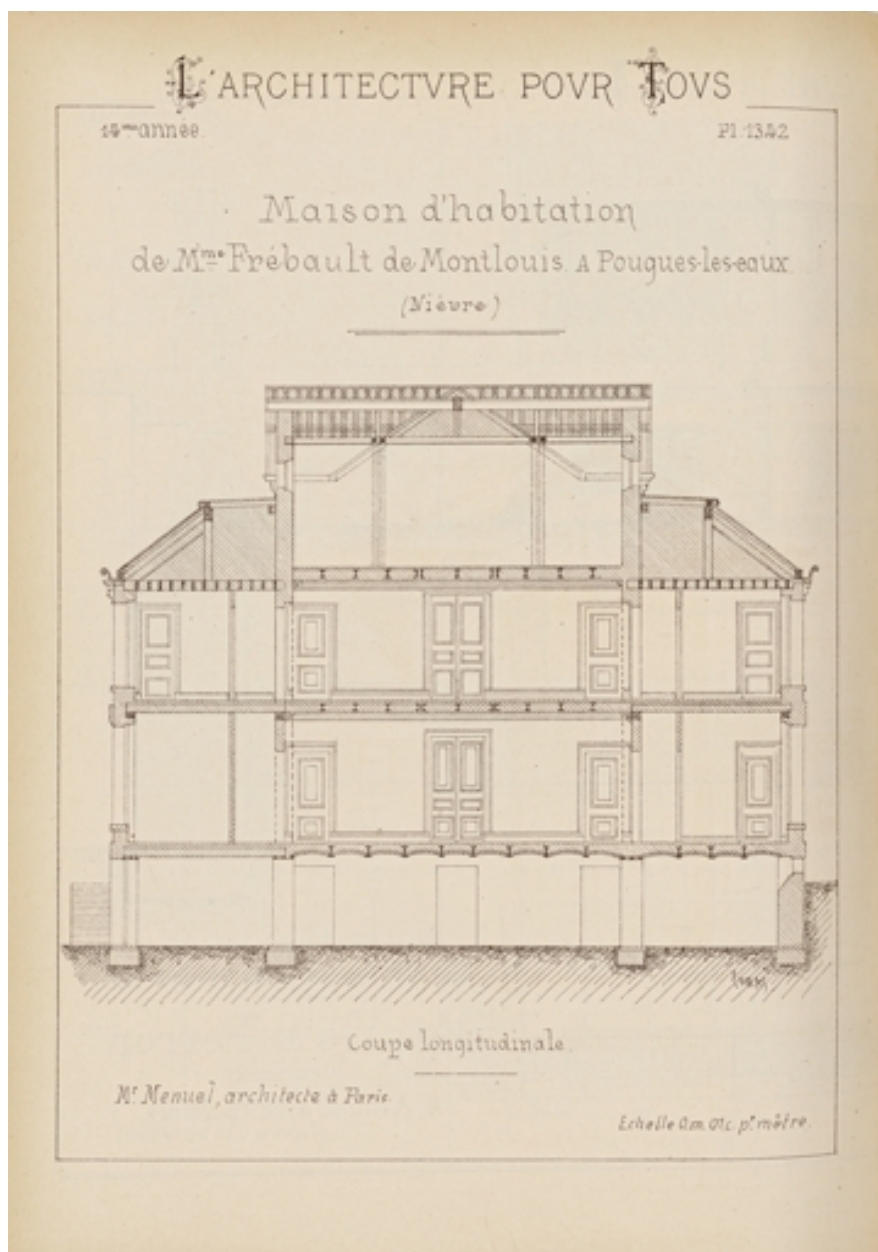 L'ARCHITECTVRE POVR TOVS
14me année.
Pl. 1342
Maison d'habitation
de Mme Frébault de Montlouis. A Pougues-les-eaux.
(Nièvre)
Coupe longitudinale.
Mr Menuel, architecte à Paris.
Echelle 0m. 01c. pr mètre.